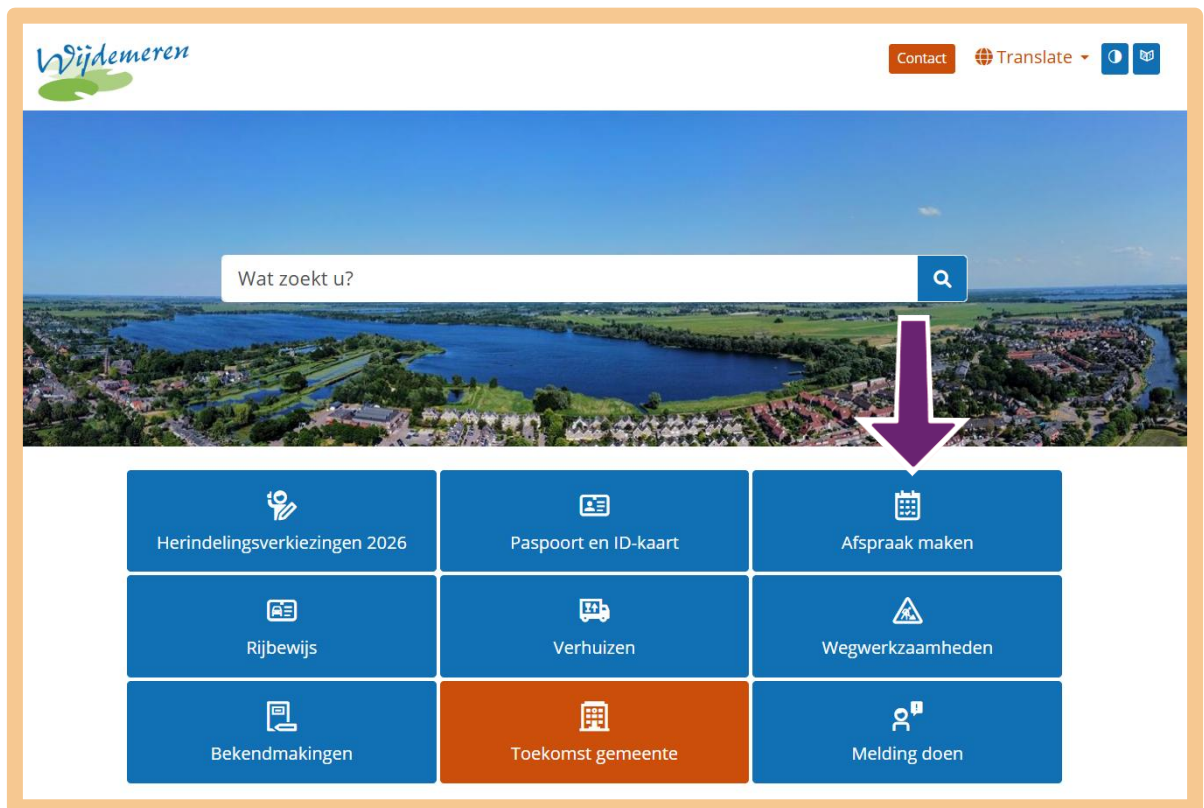 Wijdemeren
Contact
Translate
Wat zoekt u?
Herindelingsverkiezingen 2026
Paspoort en ID-kaart
Afspraak maken
Rijbewijs
Verhuizen
Wegwerkzaamheden
Bekendmakingen
Toekomst gemeente
Melding doen